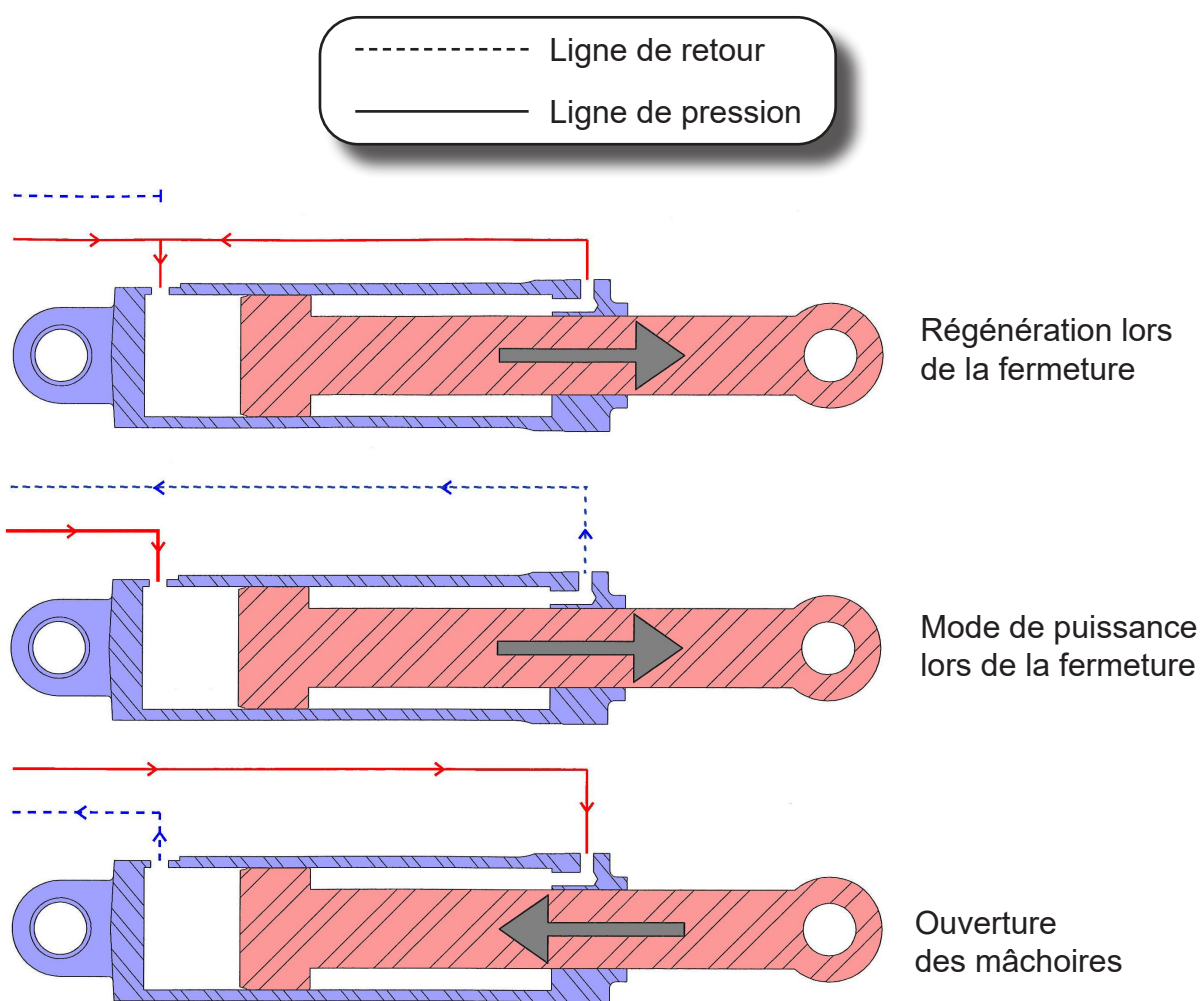 Ligne de retour
Ligne de pression
Régénération lors
de la fermeture
Mode de puissance
lors de la fermeture
Ouverture
des mâchoires